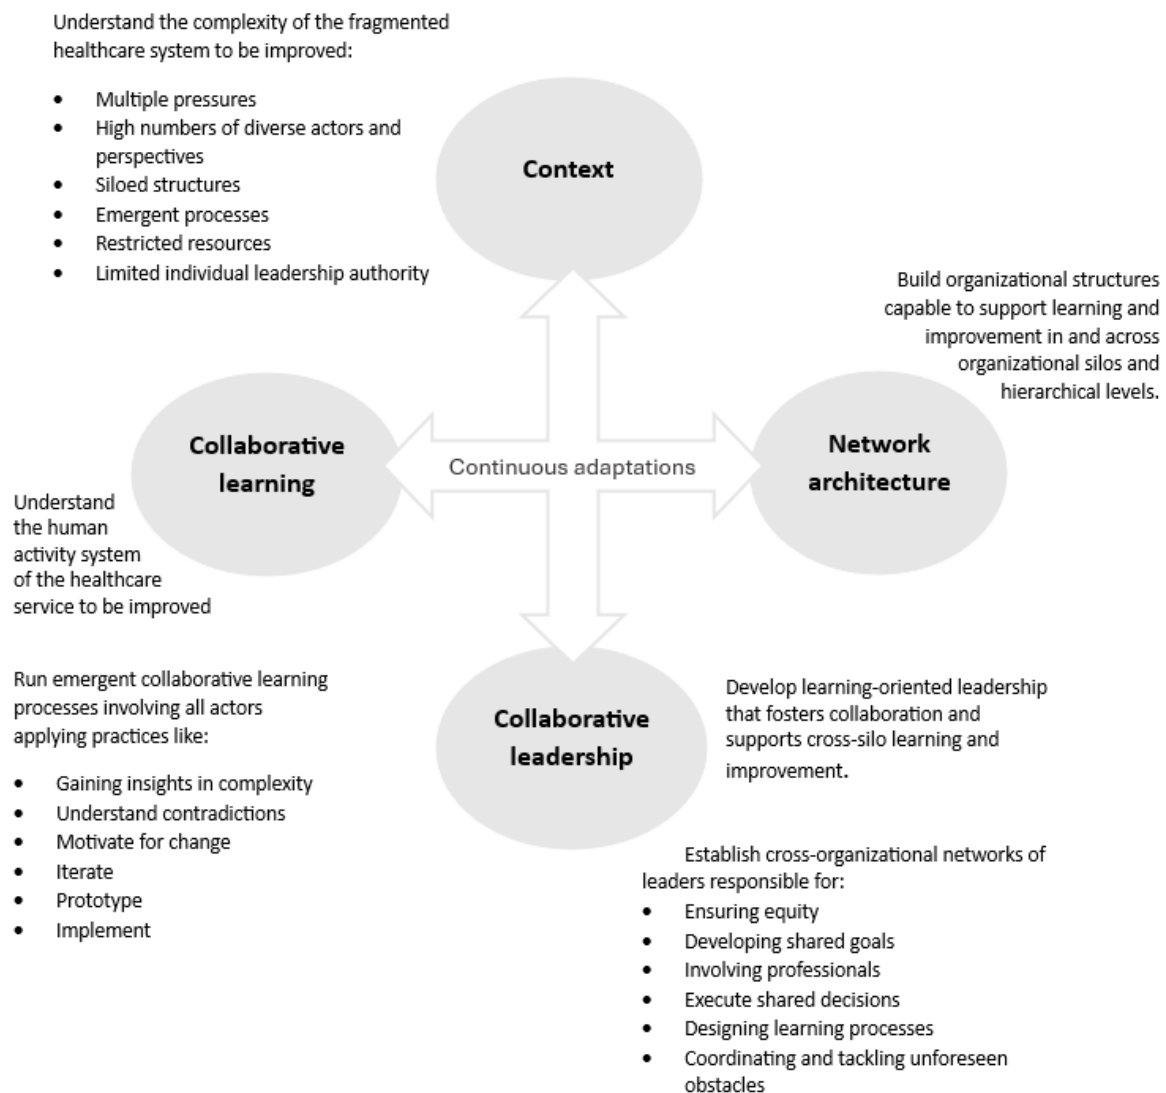 Understand the complexity of the fragmented
healthcare system to be improved:
• Multiple pressures
• High numbers of diverse actors and
perspectives
• Siloed structures
• Emergent processes
• Restricted resources
• Limited individual leadership authority
Context
Build organizational structures
capable to support learning and
improvement in and across
organizational silos and
hierarchical levels.
Collaborative
learning
Continuous adaptations
Network
architecture
Understand
the human
activity system
of the healthcare
service to be improved
Run emergent collaborative learning
processes involving all actors
applying practices like:
• Gaining insights in complexity
• Understand contradictions
• Motivate for change
• Iterate
• Prototype
• Implement
Collaborative
leadership
Develop learning-oriented leadership
that fosters collaboration and
supports cross-silo learning and
improvement.
Establish cross-organizational networks of
leaders responsible for:
• Ensuring equity
• Developing shared goals
• Involving professionals
• Execute shared decisions
• Designing learning processes
• Coordinating and tackling unforeseen
obstacles